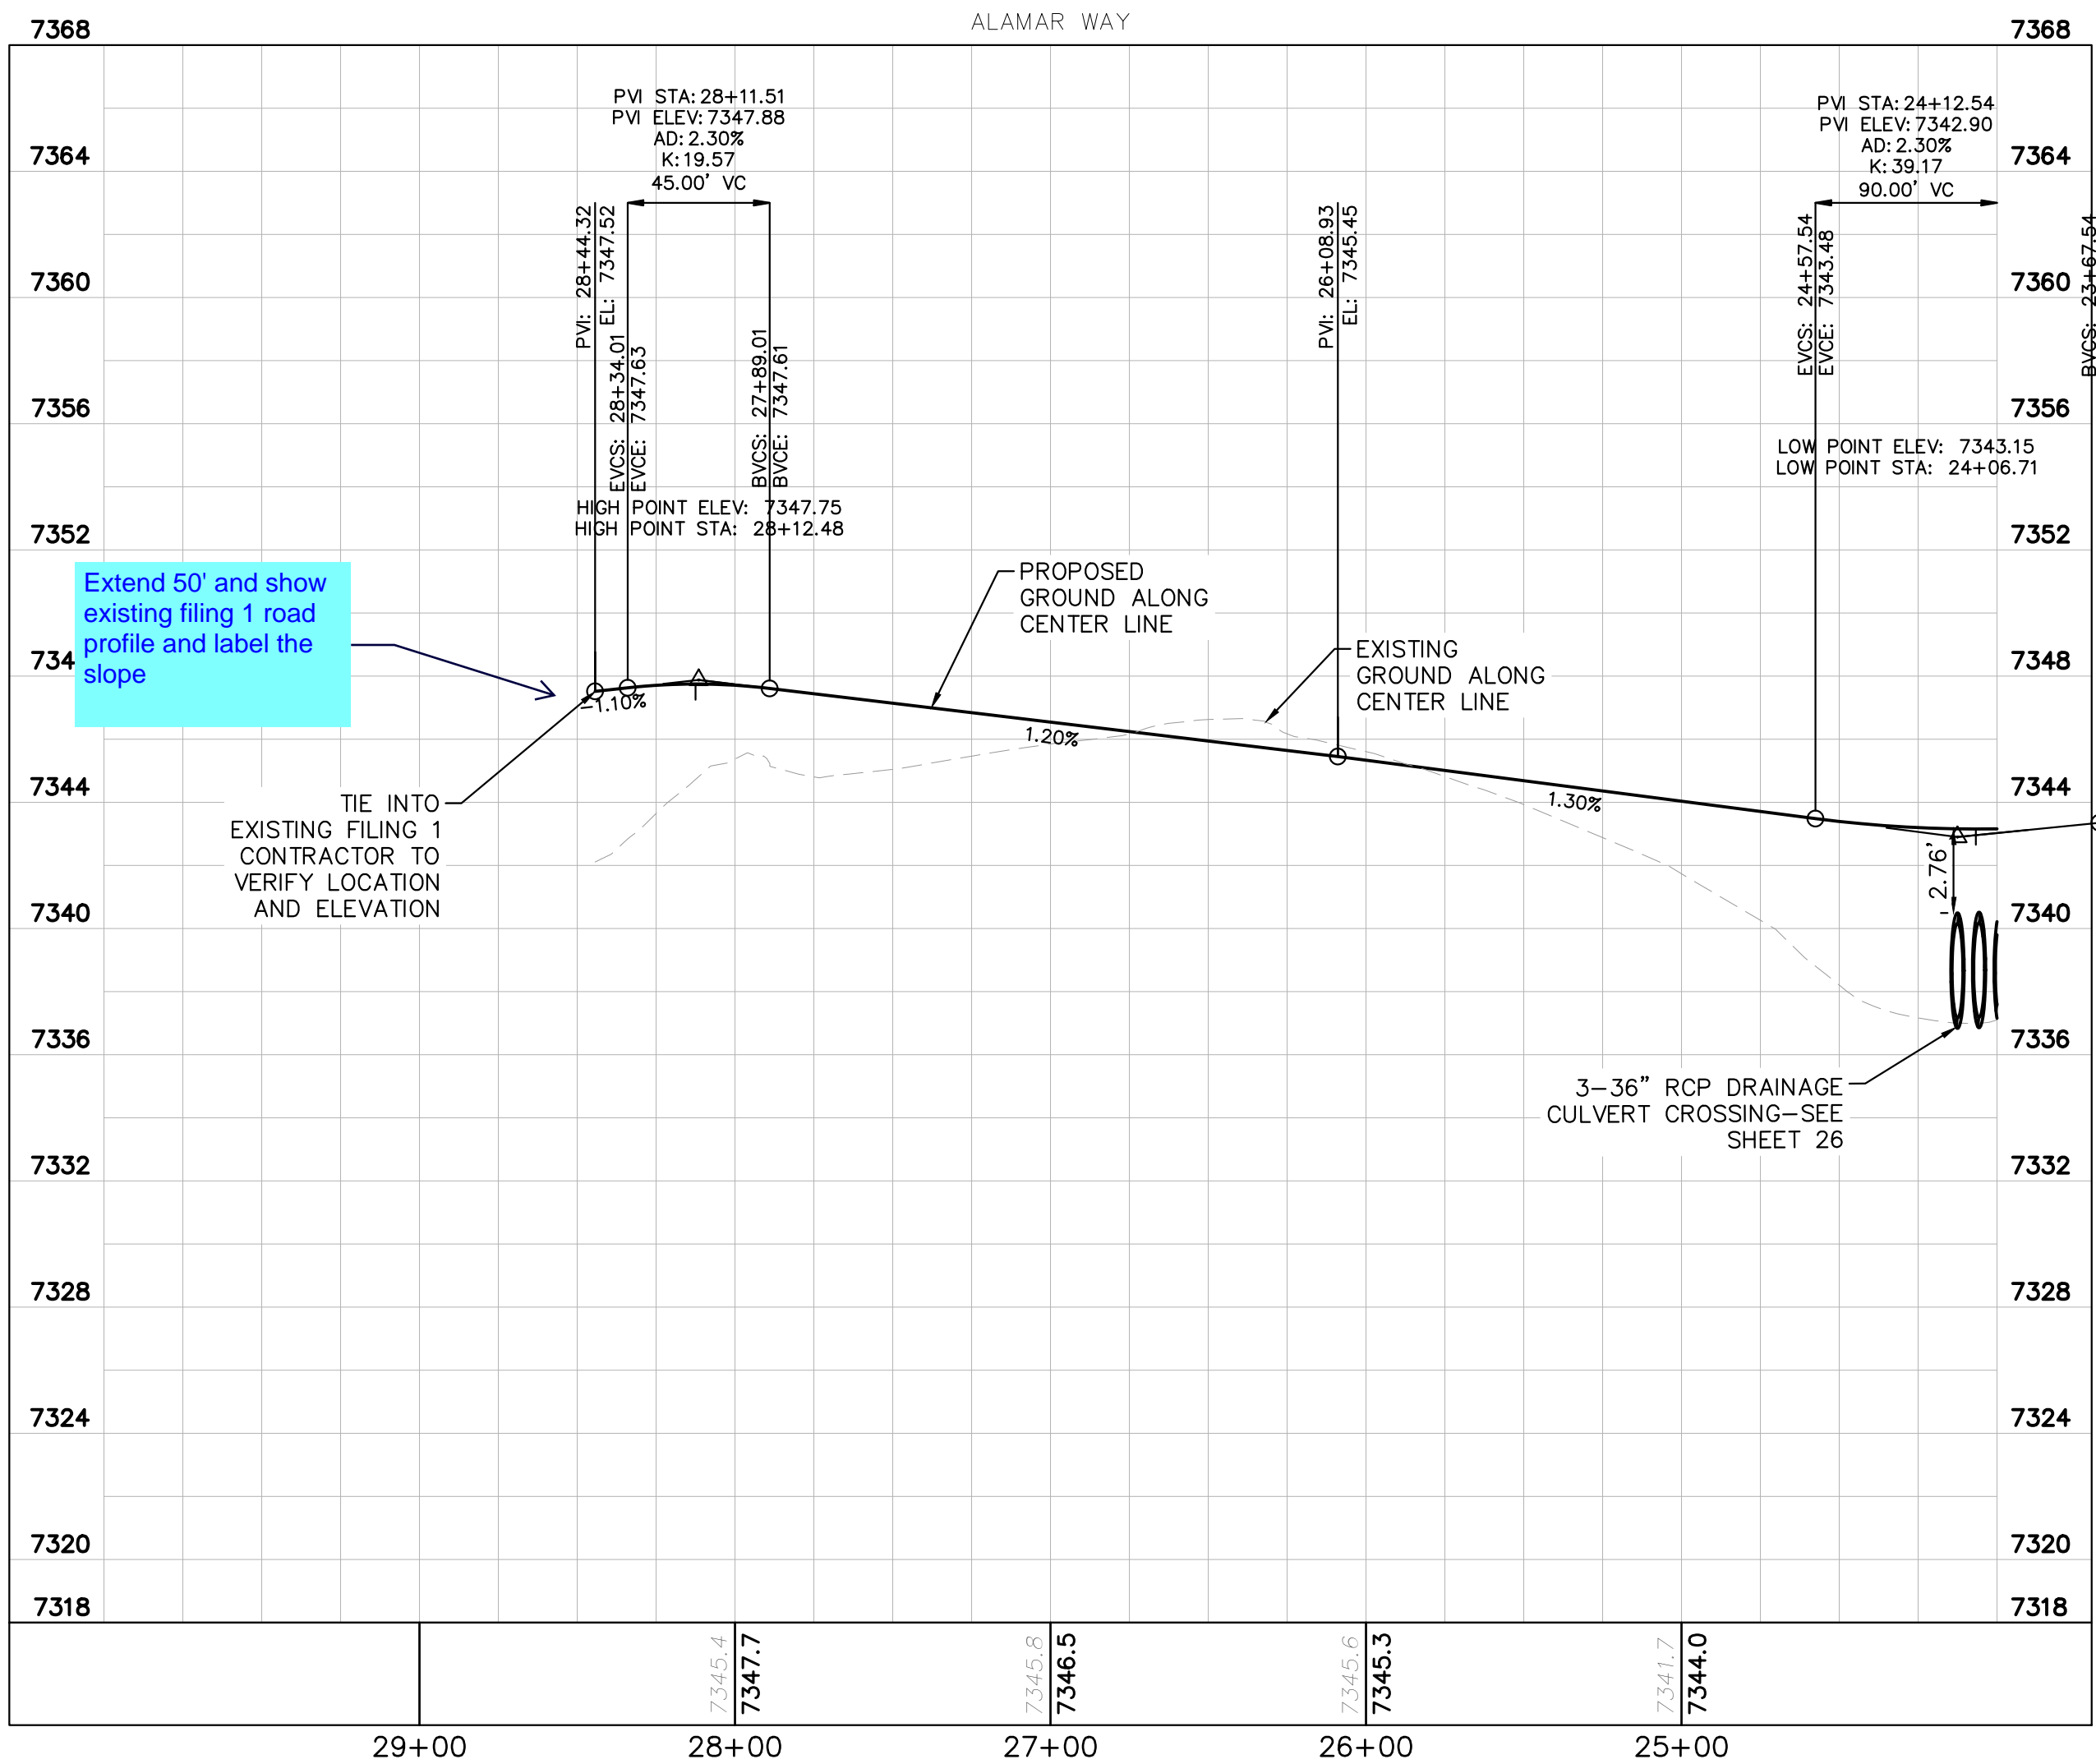 ALAMAR WAY
7368
7368
PVI STA: 28+11.51
PVI ELEV: 7347.88
AD: 2.30%
K: 19.57
45.00' VC
PVI STA: 24+12.54
PVI ELEV: 7342.90
AD: 2.30%
K: 39.17
90.00' VC
7364
7364
PVI: 28+44.32
EL: 7347.52
EVCS: 28+34.01
EVCE: 7347.63
BVCS: 27+89.01
BVCE: 7347.61
PVI: 26+08.93
EL: 7345.45
EVCS: 24+57.54
EVCE: 7343.48
BVCS: 23+67.54
7360
7360
7356
7356
LOW POINT ELEV: 7343.15
LOW POINT STA: 24+06.71
HIGH POINT ELEV: 7347.75
HIGH POINT STA: 28+12.48
7352
7352
Extend 50' and show
existing filing 1 road
profile and label the
slope
PROPOSED
GROUND ALONG
CENTER LINE
EXISTING
GROUND ALONG
CENTER LINE
734
7348
-1.10%
1.20%
1.30%
7344
7344
TIE INTO
EXISTING FILING 1
CONTRACTOR TO
VERIFY LOCATION
AND ELEVATION
2.76'
7340
7340
7336
7336
3-36" RCP DRAINAGE
CULVERT CROSSING-SEE
SHEET 26
7332
7332
7328
7328
7324
7324
7320
7320
7318
7318
7345.4
7347.7
7345.8
7346.5
7345.6
7345.3
7341.7
7344.0
29+00
28+00
27+00
26+00
25+00